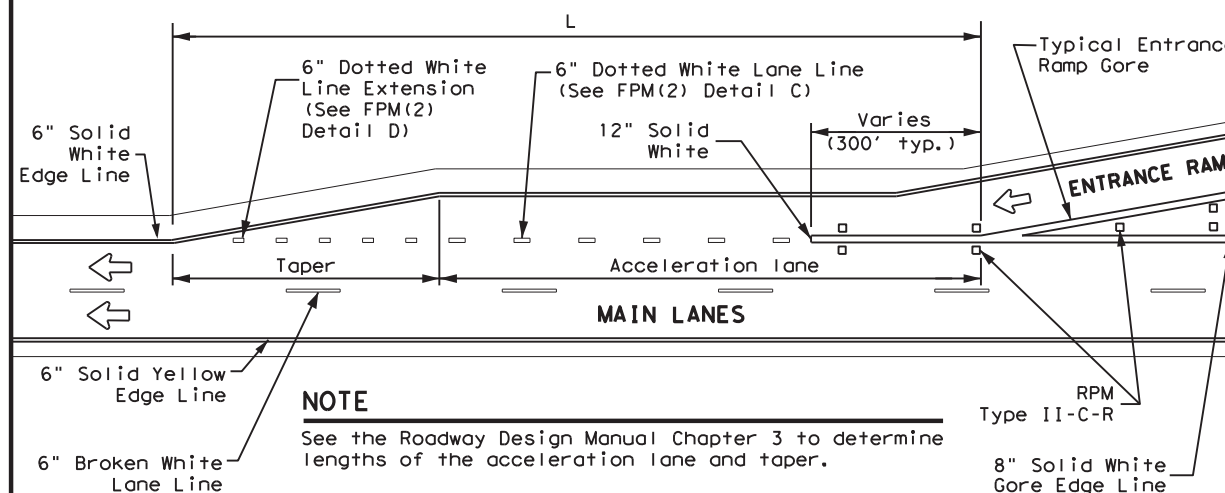 L
Typical Entrance
Ramp Gore
6" Dotted White
Line Extension
(See FPM(2)
Detail D)
6" Dotted White Lane Line
(See FPM(2) Detail C)
Varies
(300' typ.)
12" Solid
White
6" Solid
White
Edge Line
ENTRANCE RAM
Taper
Acceleration lane
MAIN LANES
6" Solid Yellow
Edge Line
NOTE
See the Roadway Design Manual Chapter 3 to determine
lengths of the acceleration lane and taper.
RPM
Type II-C-R
6" Broken White
Lane Line
8" Solid White
Gore Edge Line